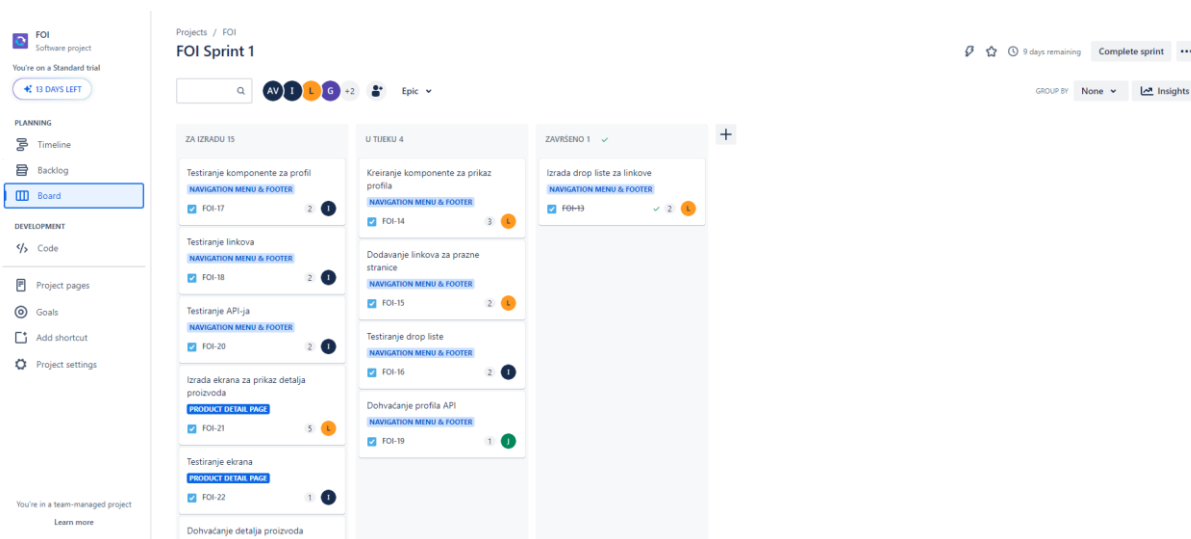 FOI
Software project
You're on a Standard trial
13 DAYS LEFT
PLANNING
Timeline
Backlog
Board
DEVELOPMENT
Code
Project pages
Goals
Add shortcut
Project settings
You're in a team-managed project
Learn more
Projects / FOI
FOI Sprint 1
9 days remaining
Complete sprint
AV I L G +2
Epic
GROUP BY None
Insights
ZA IZRADU 15
Testiranje komponente za profil
NAVIGATION MENU & FOOTER
FOI-17 2 I
Testiranje linkova
NAVIGATION MENU & FOOTER
FOI-18 2 I
Testiranje API-ja
NAVIGATION MENU & FOOTER
FOI-20 2 I
Izrada ekrana za prikaz detalja
proizvoda
PRODUCT DETAIL PAGE
FOI-21 5 L
Testiranje ekrana
PRODUCT DETAIL PAGE
FOI-22 1 I
Dohvaćanje detalja proizvoda
U TIJEKU 4
Kreiranje komponente za prikaz
profila
NAVIGATION MENU & FOOTER
FOI-14 3 L
Dodavanje linkova za prazne
stranice
NAVIGATION MENU & FOOTER
FOI-15 2 L
Testiranje drop liste
NAVIGATION MENU & FOOTER
FOI-16 2 I
Dohvaćanje profila API
NAVIGATION MENU & FOOTER
FOI-19 1 J
ZAVRŠENO 1
Izrada drop liste za linkove
NAVIGATION MENU & FOOTER
FOI-13 2 L